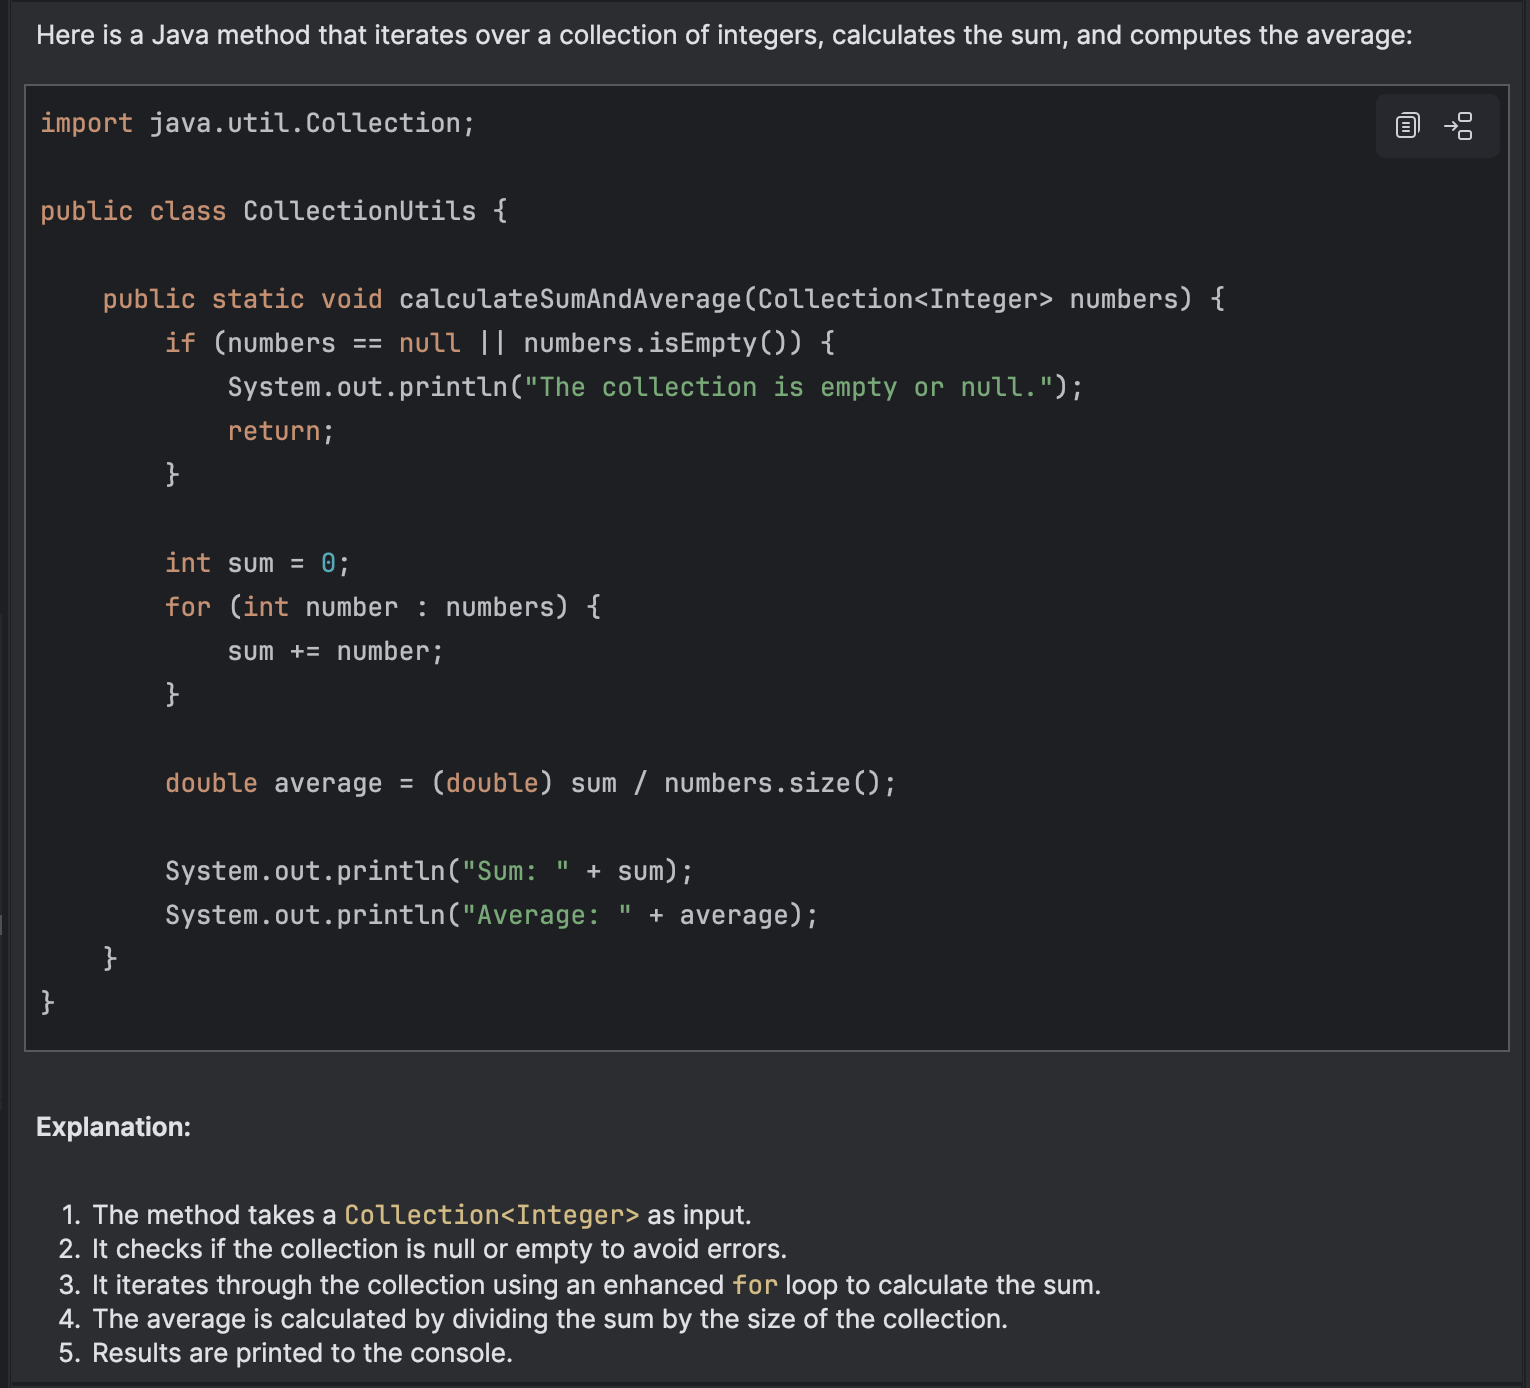 Here is a Java method that iterates over a collection of integers, calculates the sum, and computes the average:
import java.util.Collection;
public class CollectionUtils {
    public static void calculateSumAndAverage(Collection<Integer> numbers) {
        if (numbers == null || numbers.isEmpty()) {
            System.out.println("The collection is empty or null.");
            return;
        }
        int sum = 0;
        for (int number : numbers) {
            sum += number;
        }
        double average = (double) sum / numbers.size();
        System.out.println("Sum: " + sum);
        System.out.println("Average: " + average);
    }
}
Explanation:
1. The method takes a Collection<Integer> as input.
2. It checks if the collection is null or empty to avoid errors.
3. It iterates through the collection using an enhanced for loop to calculate the sum.
4. The average is calculated by dividing the sum by the size of the collection.
5. Results are printed to the console.